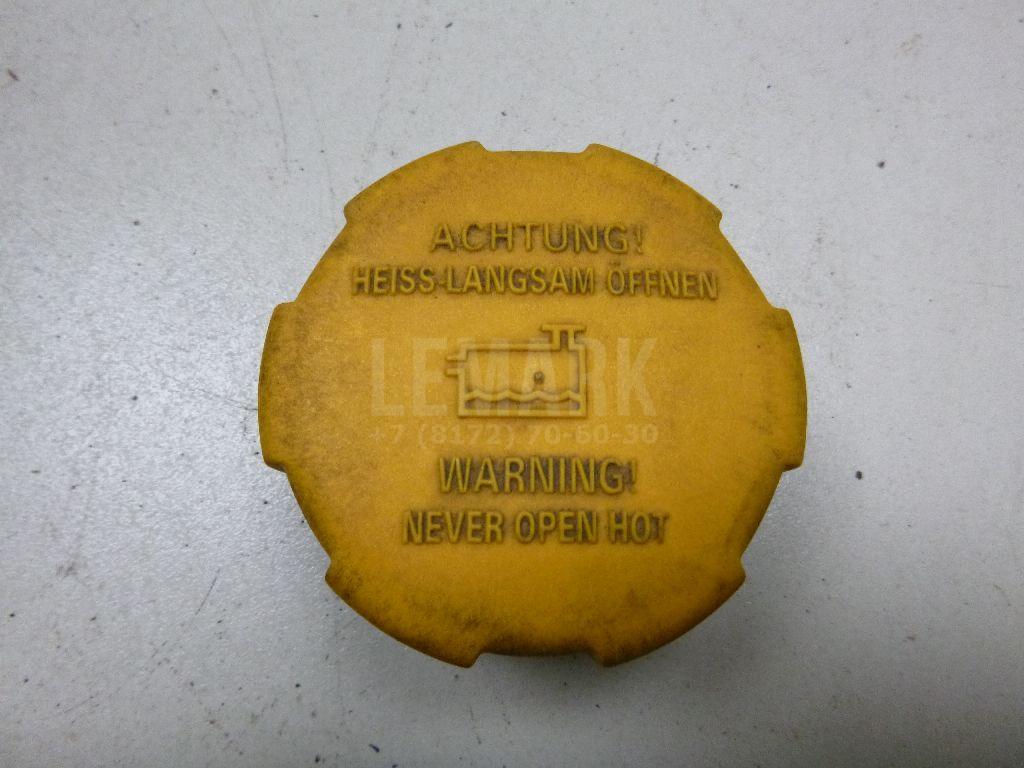 ACHTUNG!
HEISS-LANGSAM ÖFFNEN
LEMARK
+7 (8172) 70-60-30
WARNING!
NEVER OPEN HOT